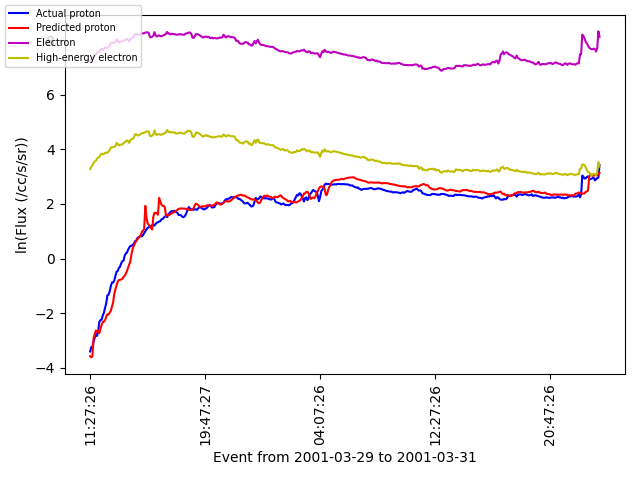 Actual proton
Predicted proton
Electron
High-energy electron
ln(Flux (/cc/s/sr))
6
4
2
0
−2
−4
11:27:26
19:47:27
04:07:26
12:27:26
20:47:26
Event from 2001-03-29 to 2001-03-31